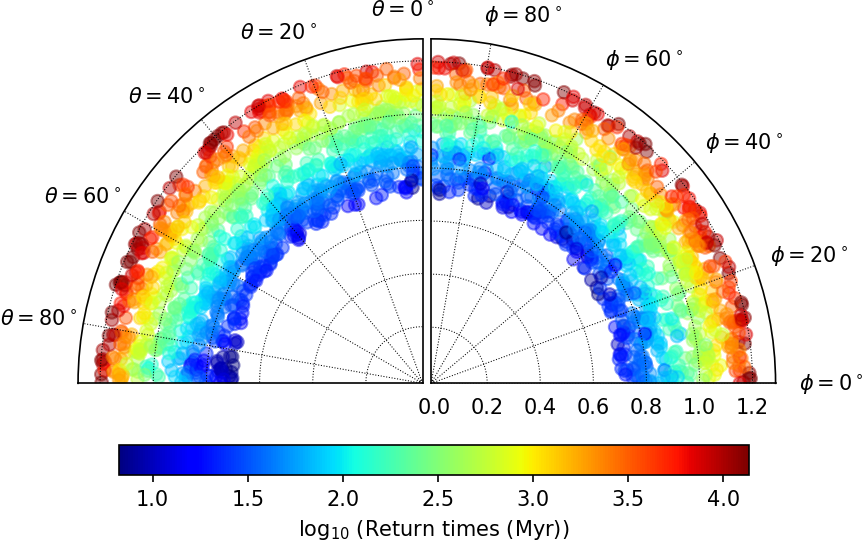 θ = 0°
θ = 20°
θ = 40°
θ = 60°
θ = 80°
ϕ = 80°
ϕ = 60°
ϕ = 40°
ϕ = 20°
ϕ = 0°
0.0 0.2 0.4 0.6 0.8 1.0 1.2
1.0 1.5 2.0 2.5 3.0 3.5 4.0
log₁₀ (Return times (Myr))